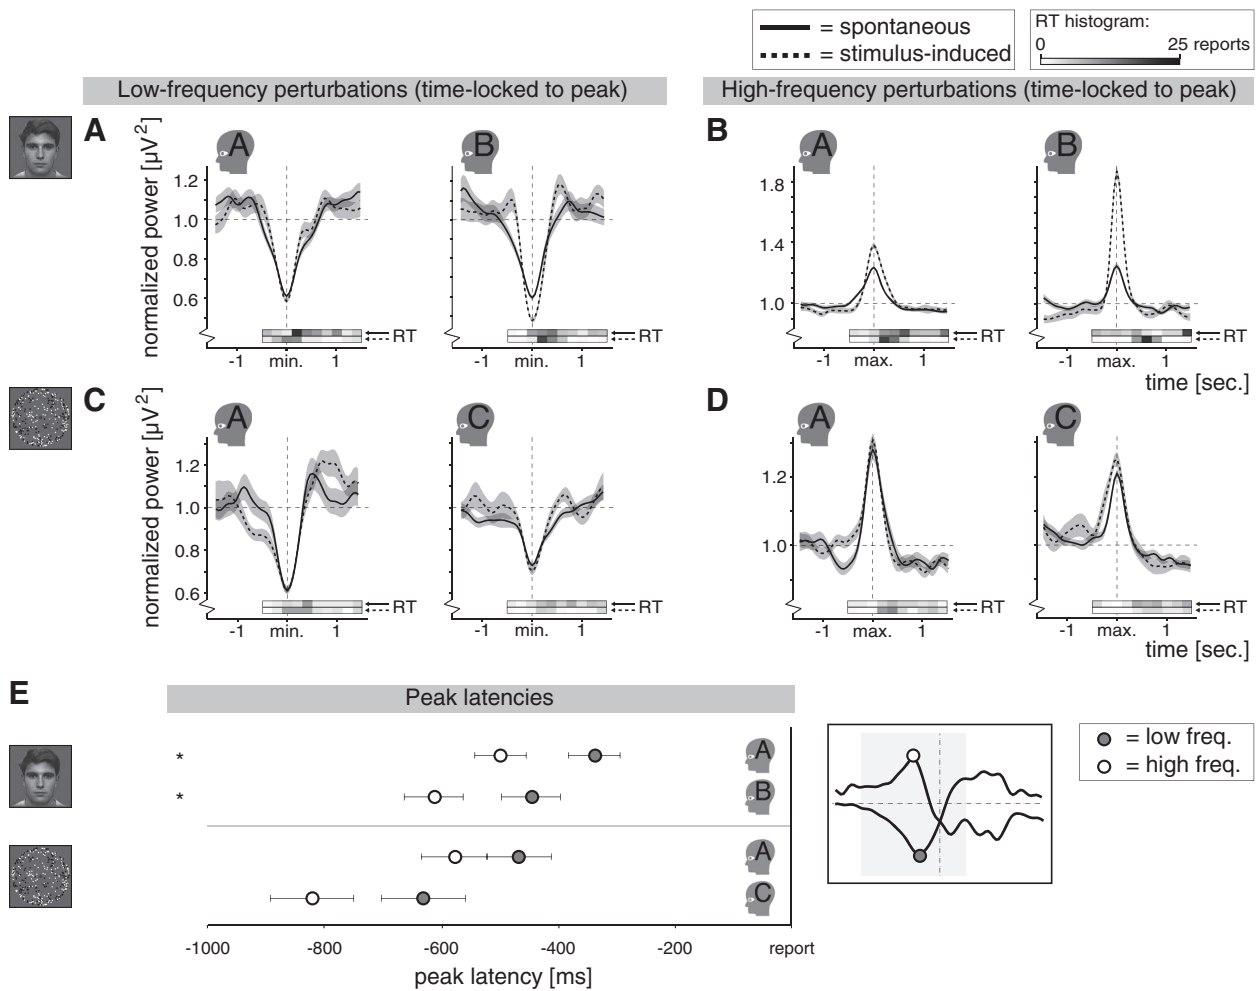 = spontaneous
= stimulus-induced
RT histogram:
0 25 reports
Low-frequency perturbations (time-locked to peak)
High-frequency perturbations (time-locked to peak)
A
normalized power [µV²]
A
1.2
1.0
0.8
0.6
RT
-1 min. 1
B
RT
-1 min. 1
B
A
1.8
1.4
1.0
RT
-1 max. 1
B
RT
-1 max. 1
time [sec.]
C
normalized power [µV²]
A
1.2
1.0
0.8
0.6
RT
-1 min. 1
C
RT
-1 min. 1
D
A
1.2
1.0
RT
-1 max. 1
C
RT
-1 max. 1
time [sec.]
E
Peak latencies
* A
* B
A
C
-1000 -800 -600 -400 -200 report
peak latency [ms]
= low freq.
= high freq.